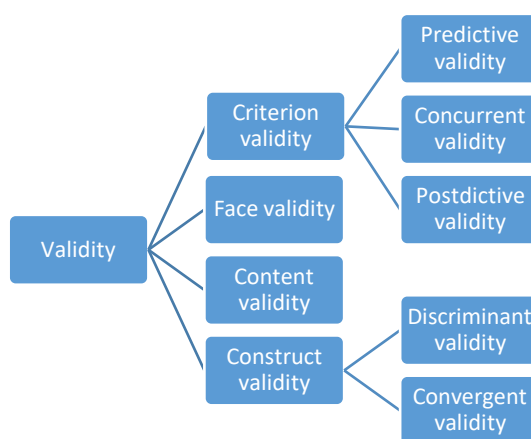 Predictive
validity
Criterion
validity
Concurrent
validity
Postdictive
validity
Face validity
Validity
Content
validity
Construct
validity
Discriminant
validity
Convergent
validity